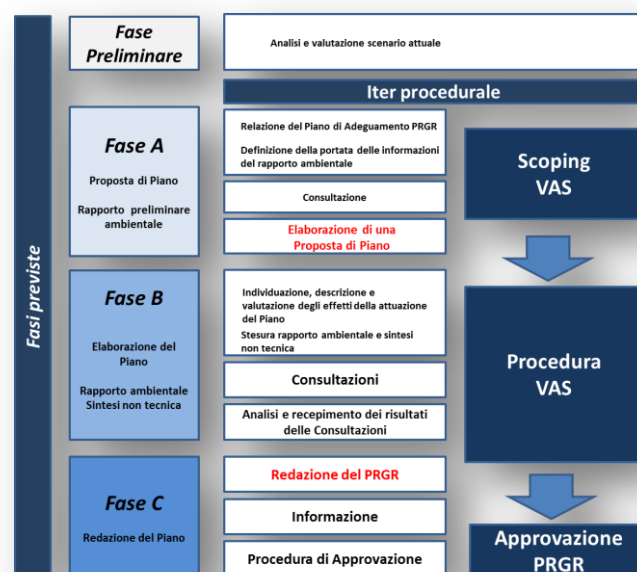 Fasi previste
Fase
Preliminare
Analisi e valutazione scenario attuale
Iter procedurale
Fase A
Proposta di Piano
Rapporto preliminare
ambientale
Relazione del Piano di Adeguamento PRGR
Definizione della portata delle informazioni
del rapporto ambientale
Consultazione
Elaborazione di una
Proposta di Piano
Scoping
VAS
Fase B
Elaborazione del
Piano
Rapporto ambientale
Sintesi non tecnica
Individuazione, descrizione e
valutazione degli effetti della attuazione
del Piano
Stesura rapporto ambientale e sintesi
non tecnica
Consultazioni
Analisi e recepimento dei risultati
delle Consultazioni
Procedura
VAS
Fase C
Redazione del Piano
Redazione del PRGR
Informazione
Procedura di Approvazione
Approvazione
PRGR